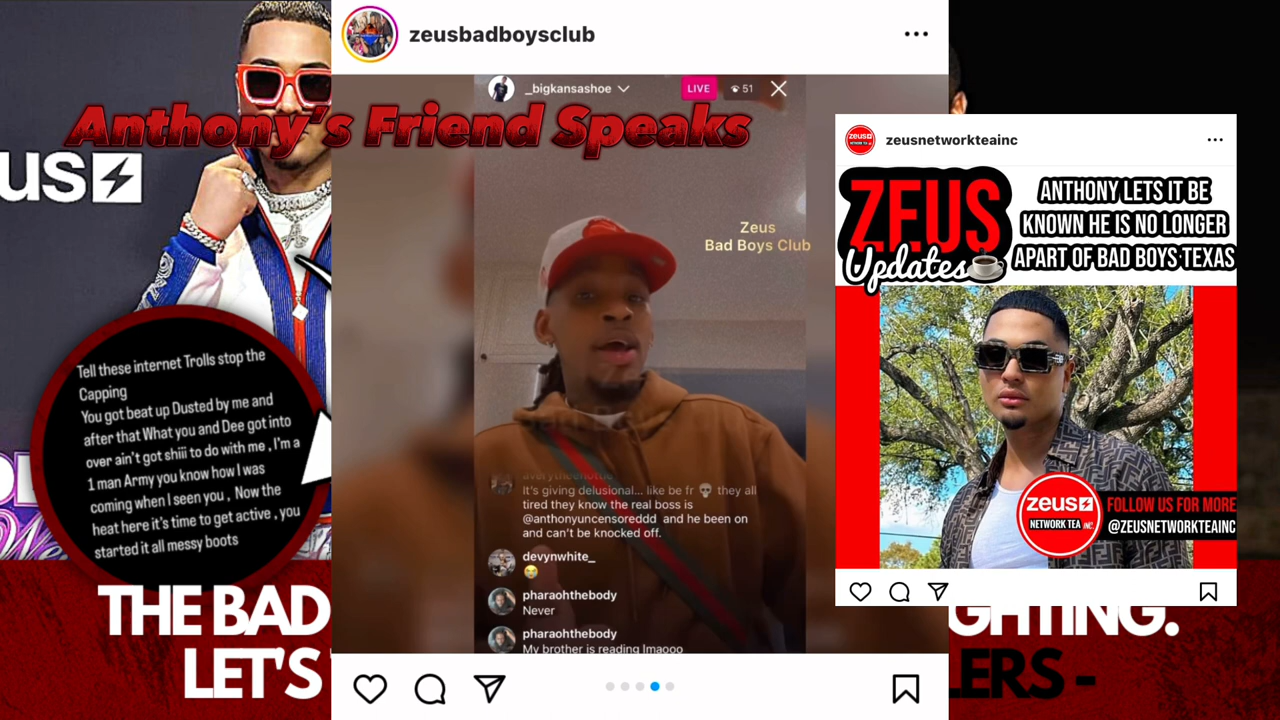 zeusbadboysclub
_bigkansashoe
LIVE
51
Anthony's Friend Speaks
us
Zeus
Bad Boys Club
It's giving delusional... like be fr 💀 they all
tired they know the real boss is
@anthonyuncensoreddd and he been on
and can't be knocked off.
devynwhite_
😭
pharaohthebody
Never
pharaohthebody
My brother is reading lmaooo
Tell these internet Trolls stop the
Capping
You got beat up Dusted by me and
after that What you and Dee got into
over ain't got shiii to do with me , I'm a
1 man Army you know how I was
coming when I seen you , Now the
heat here it's time to get active , you
started it all messy boots
zeusnetworkteainc
ZEUS
Updates
ANTHONY LETS IT BE
KNOWN HE IS NO LONGER
APART OF BAD BOYS TEXAS
zeus
NETWORK TEA INC
FOLLOW US FOR MORE
@ZEUSNETWORKTEAINC
THE BAD
GHTING.
LET'S
LERS -